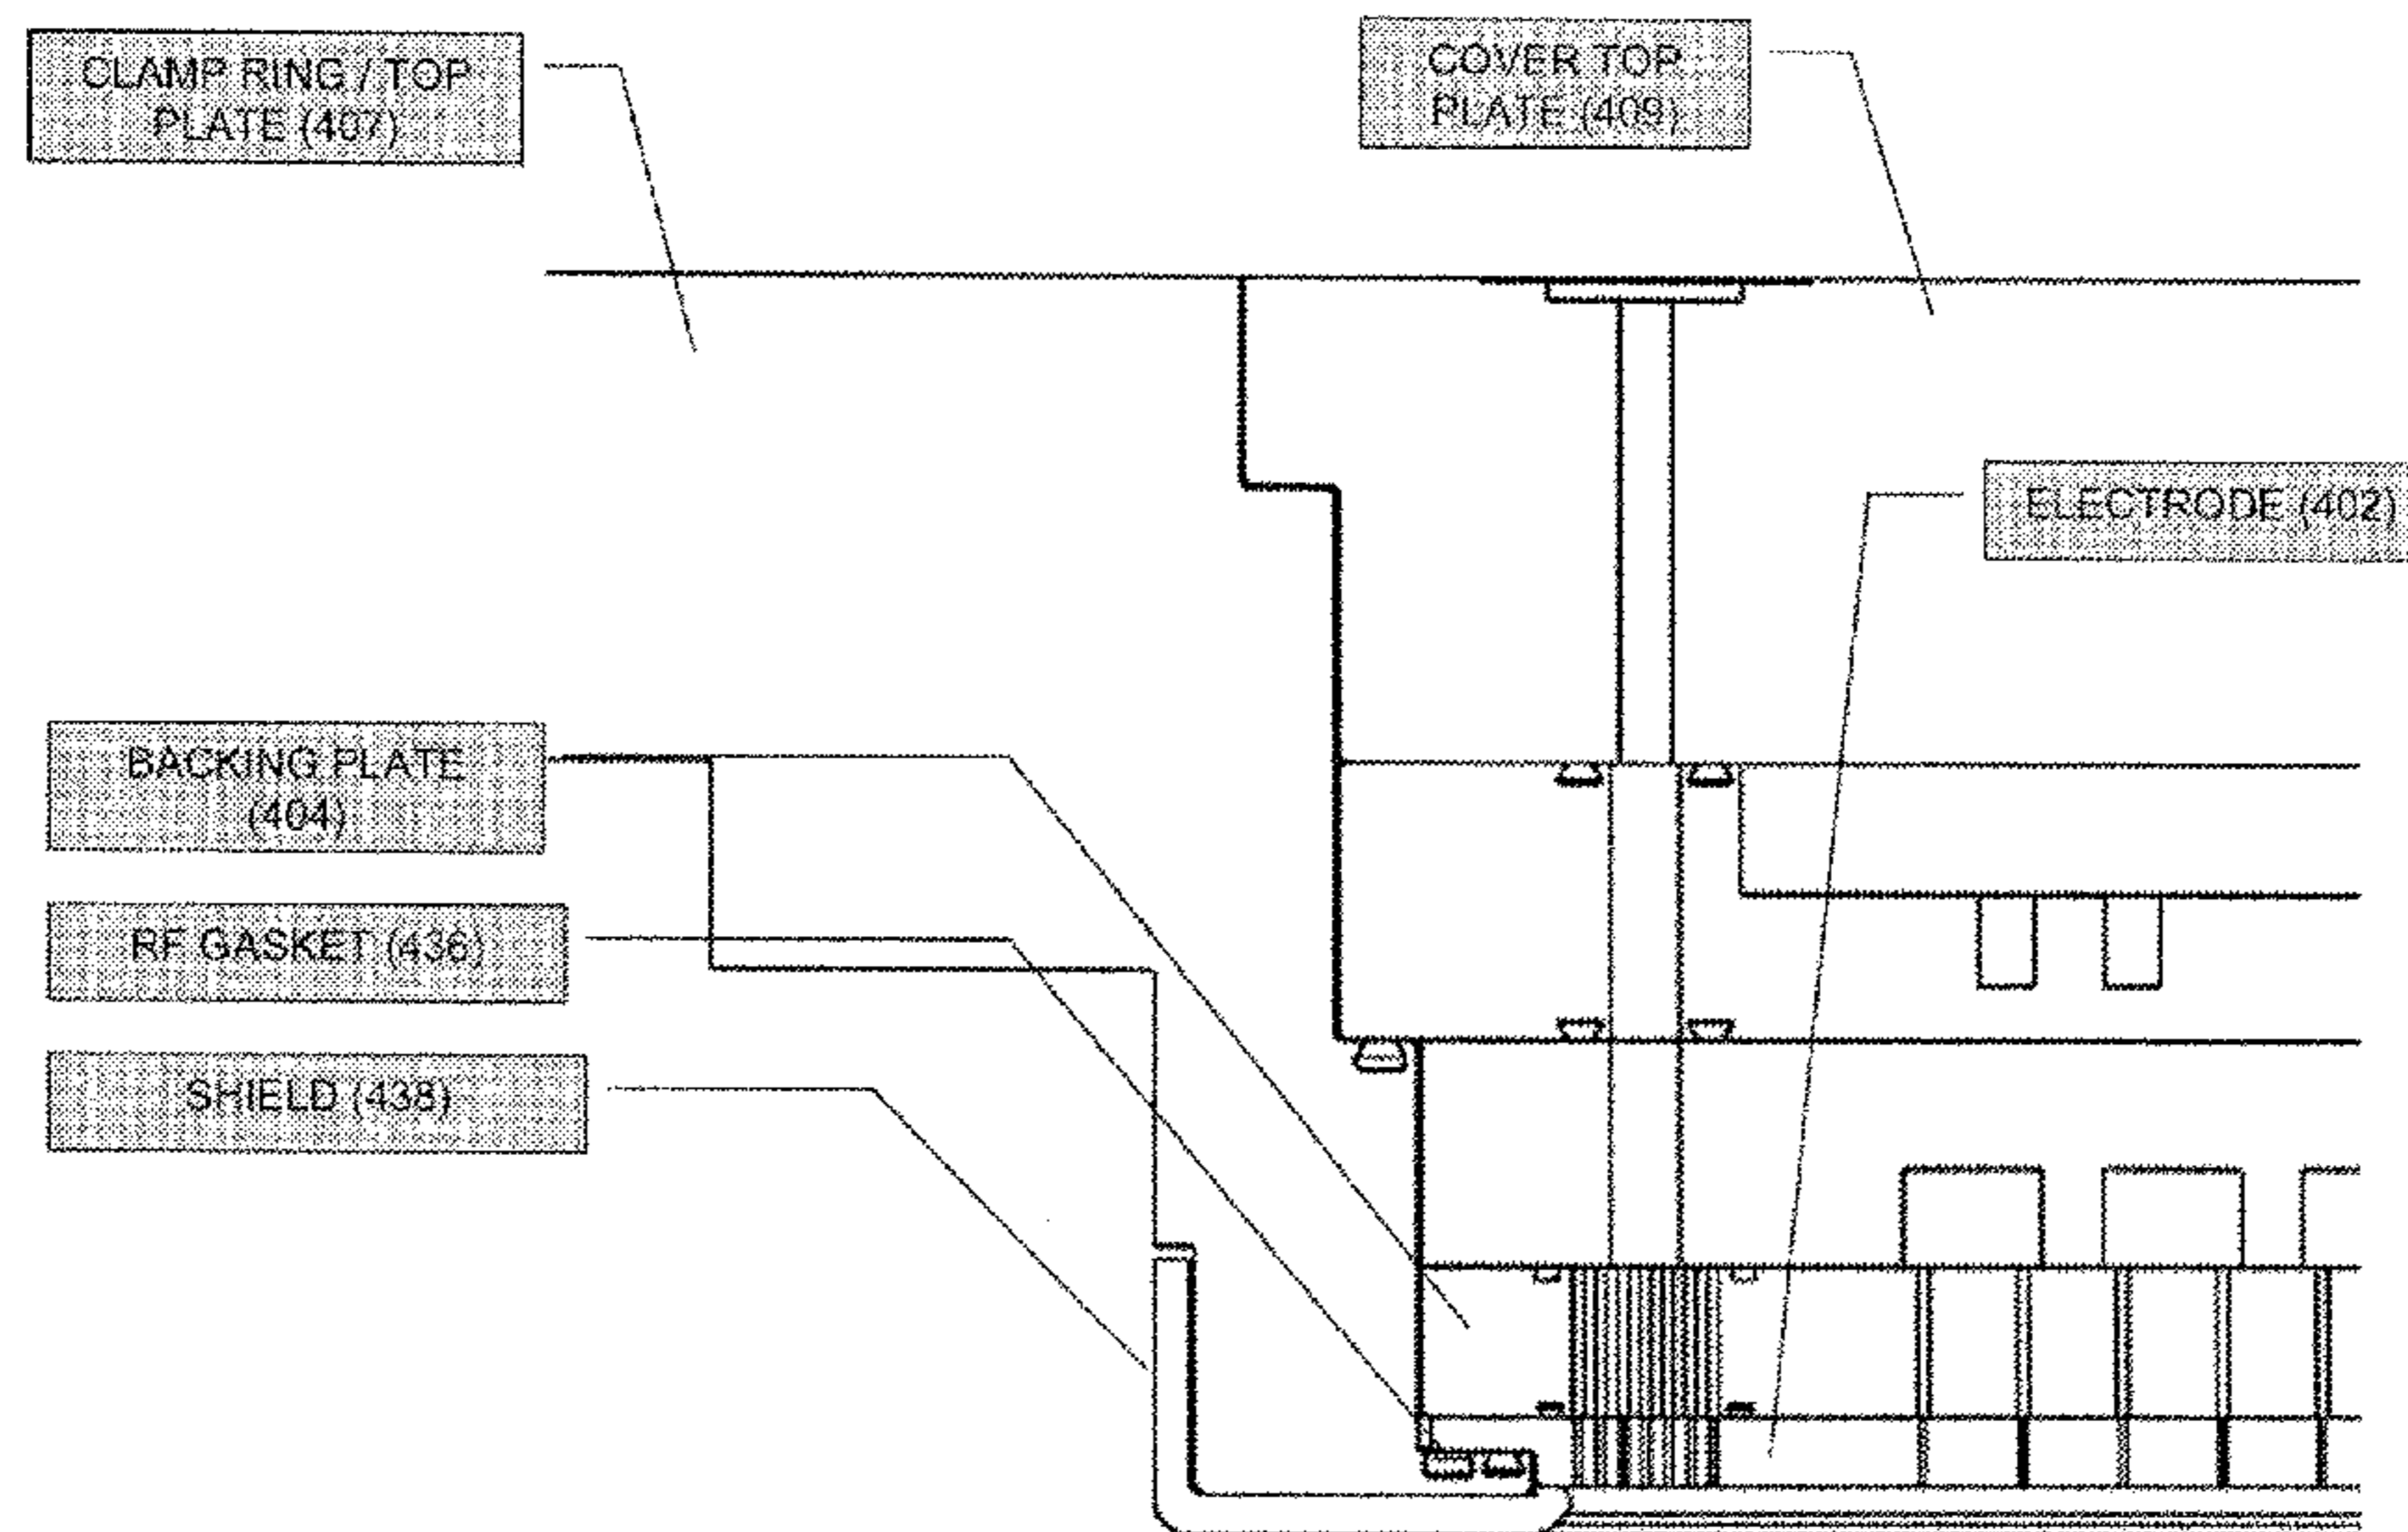 CLAMP RING / TOP
PLATE (407)
COVER TOP
PLATE (409)
ELECTRODE (402)
BACKING PLATE
(404)
RF GASKET (436)
SHIELD (438)